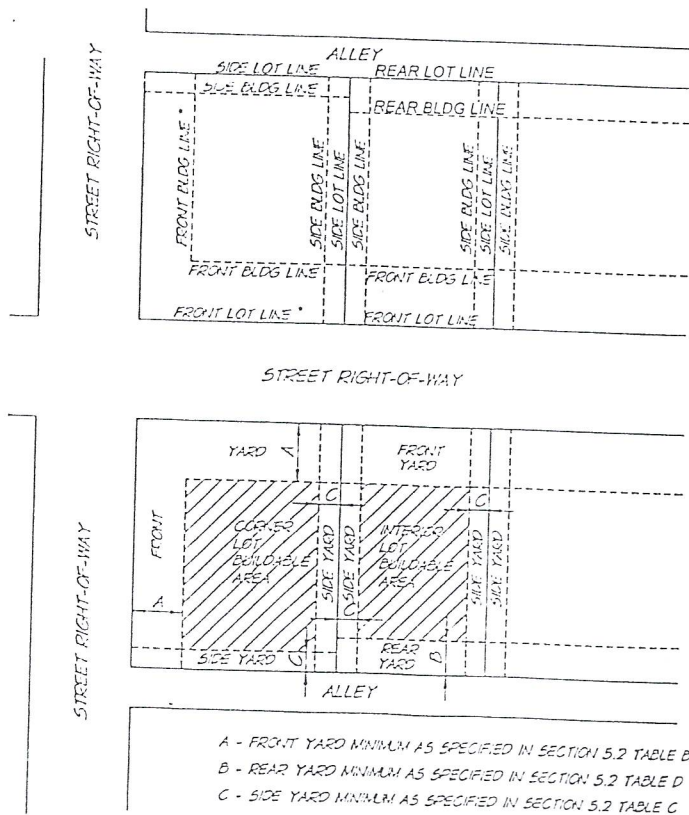 ALLEY
SIDE LOT LINE
REAR LOT LINE
SIDE BLDG LINE
REAR BLDG LINE
STREET RIGHT-OF-WAY
FRONT BLDG LINE *
SIDE BLDG LINE
SIDE LOT LINE
SIDE BLDG LINE
SIDE BLDG LINE
SIDE LOT LINE
SIDE BLDG LINE
FRONT BLDG LINE
FRONT BLDG LINE
FRONT LOT LINE *
FRONT LOT LINE
STREET RIGHT-OF-WAY
STREET RIGHT-OF-WAY
YARD
A
FRONT
YARD
C
C
FRONT
CORNER
LOT
BUILDABLE
AREA
SIDE YARD
SIDE YARD
INTERIOR
LOT
BUILDABLE
AREA
SIDE YARD
SIDE YARD
A
C
SIDE YARD
C
REAR
YARD
B
ALLEY
A - FRONT YARD MINIMUM AS SPECIFIED IN SECTION 5.2 TABLE B
B - REAR YARD MINIMUM AS SPECIFIED IN SECTION 5.2 TABLE D
C - SIDE YARD MINIMUM AS SPECIFIED IN SECTION 5.2 TABLE C